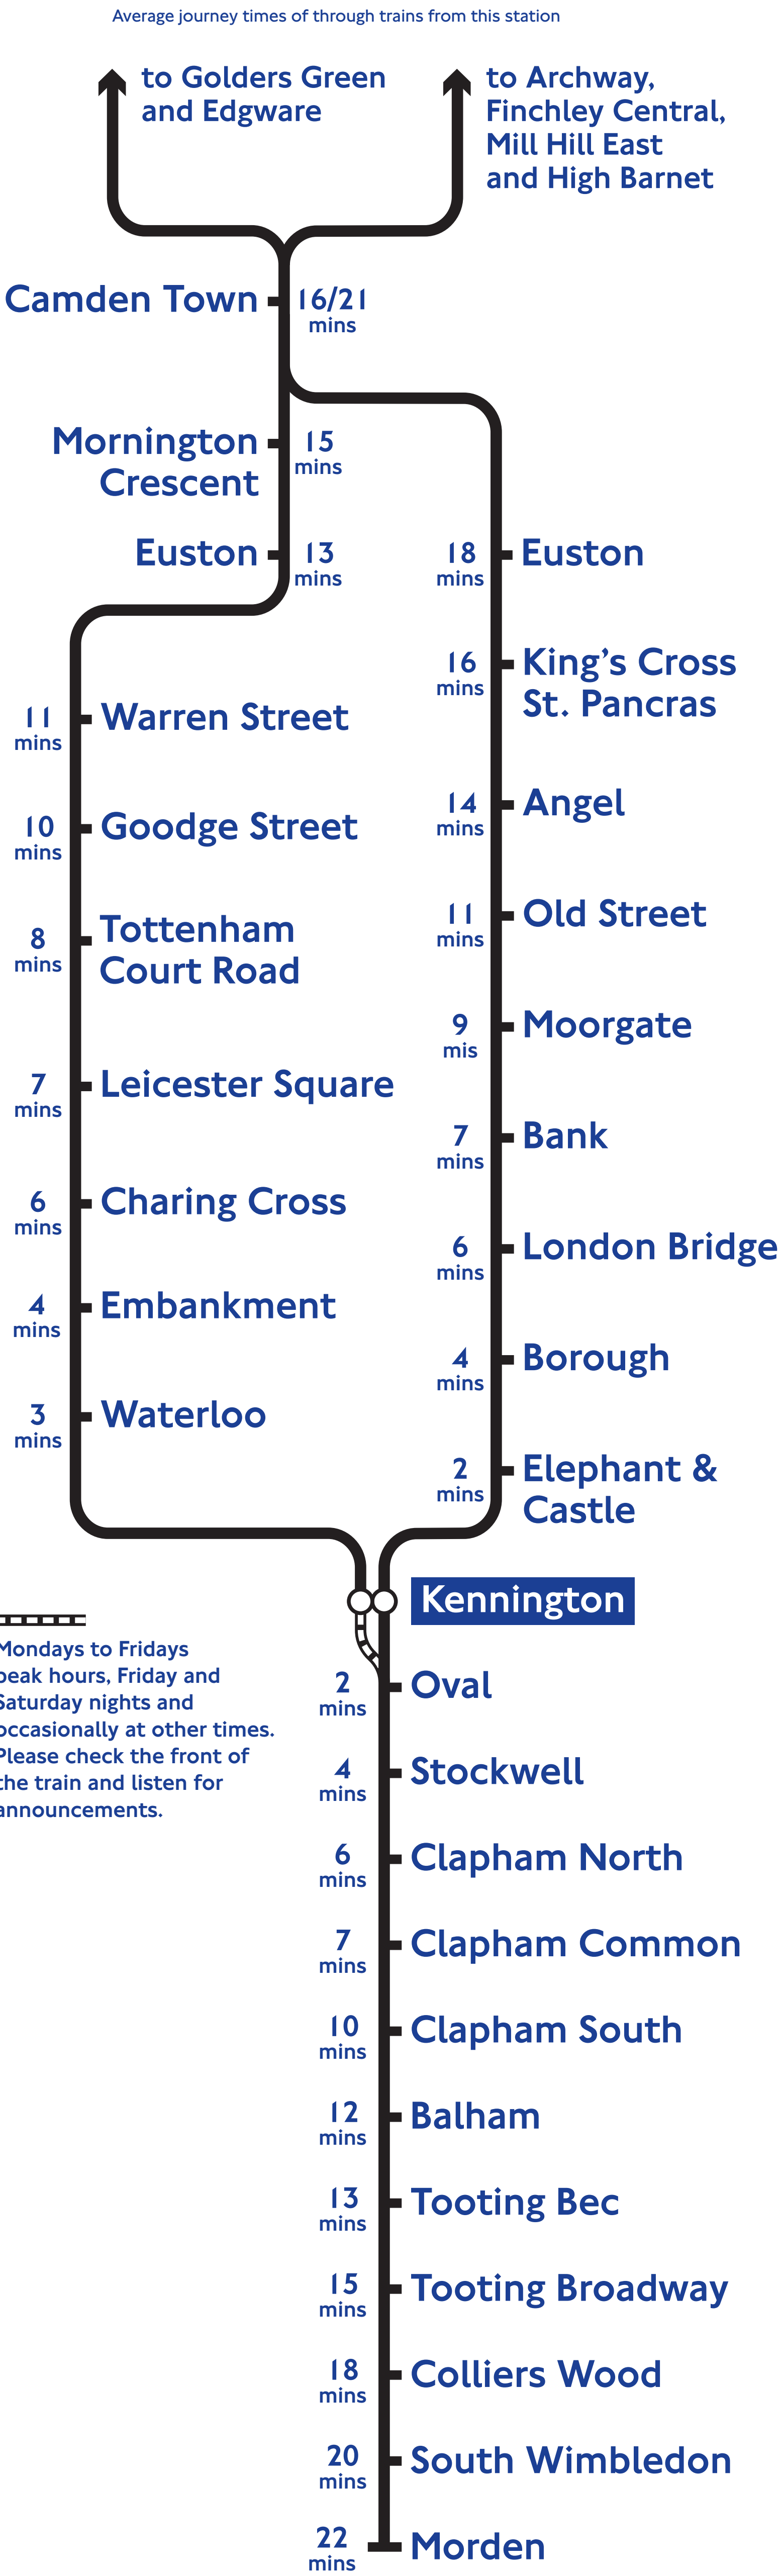 Average journey times of through trains from this station
to Golders Green
and Edgware
to Archway,
Finchley Central,
Mill Hill East
and High Barnet
Camden Town
16/21
mins
Mornington
Crescent
15
mins
Euston
13
mins
11
mins
Warren Street
10
mins
Goodge Street
8
mins
Tottenham
Court Road
7
mins
Leicester Square
6
mins
Charing Cross
4
mins
Embankment
3
mins
Waterloo
18
mins
Euston
16
mins
King's Cross
St. Pancras
14
mins
Angel
11
mins
Old Street
9
mis
Moorgate
7
mins
Bank
6
mins
London Bridge
4
mins
Borough
2
mins
Elephant &
Castle
Kennington
Mondays to Fridays
peak hours, Friday and
Saturday nights and
occasionally at other times.
Please check the front of
the train and listen for
announcements.
2
mins
Oval
4
mins
Stockwell
6
mins
Clapham North
7
mins
Clapham Common
10
mins
Clapham South
12
mins
Balham
13
mins
Tooting Bec
15
mins
Tooting Broadway
18
mins
Colliers Wood
20
mins
South Wimbledon
22
mins
Morden